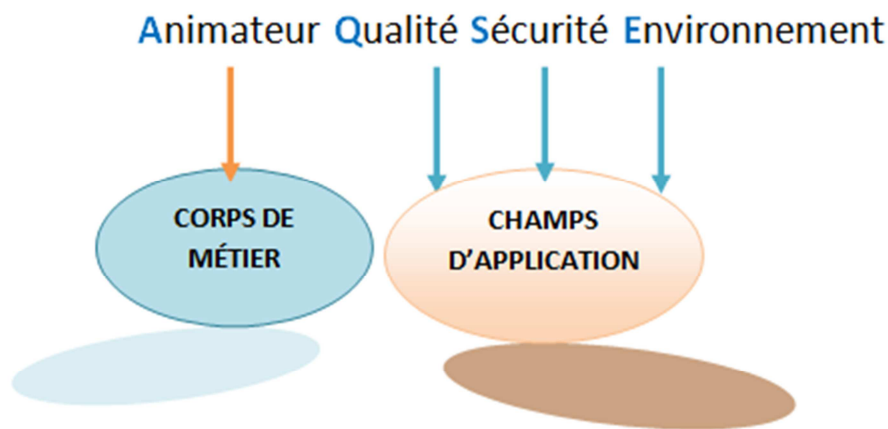 Animateur Qualité Sécurité Environnement
CORPS DE
MÉTIER
CHAMPS
D’APPLICATION